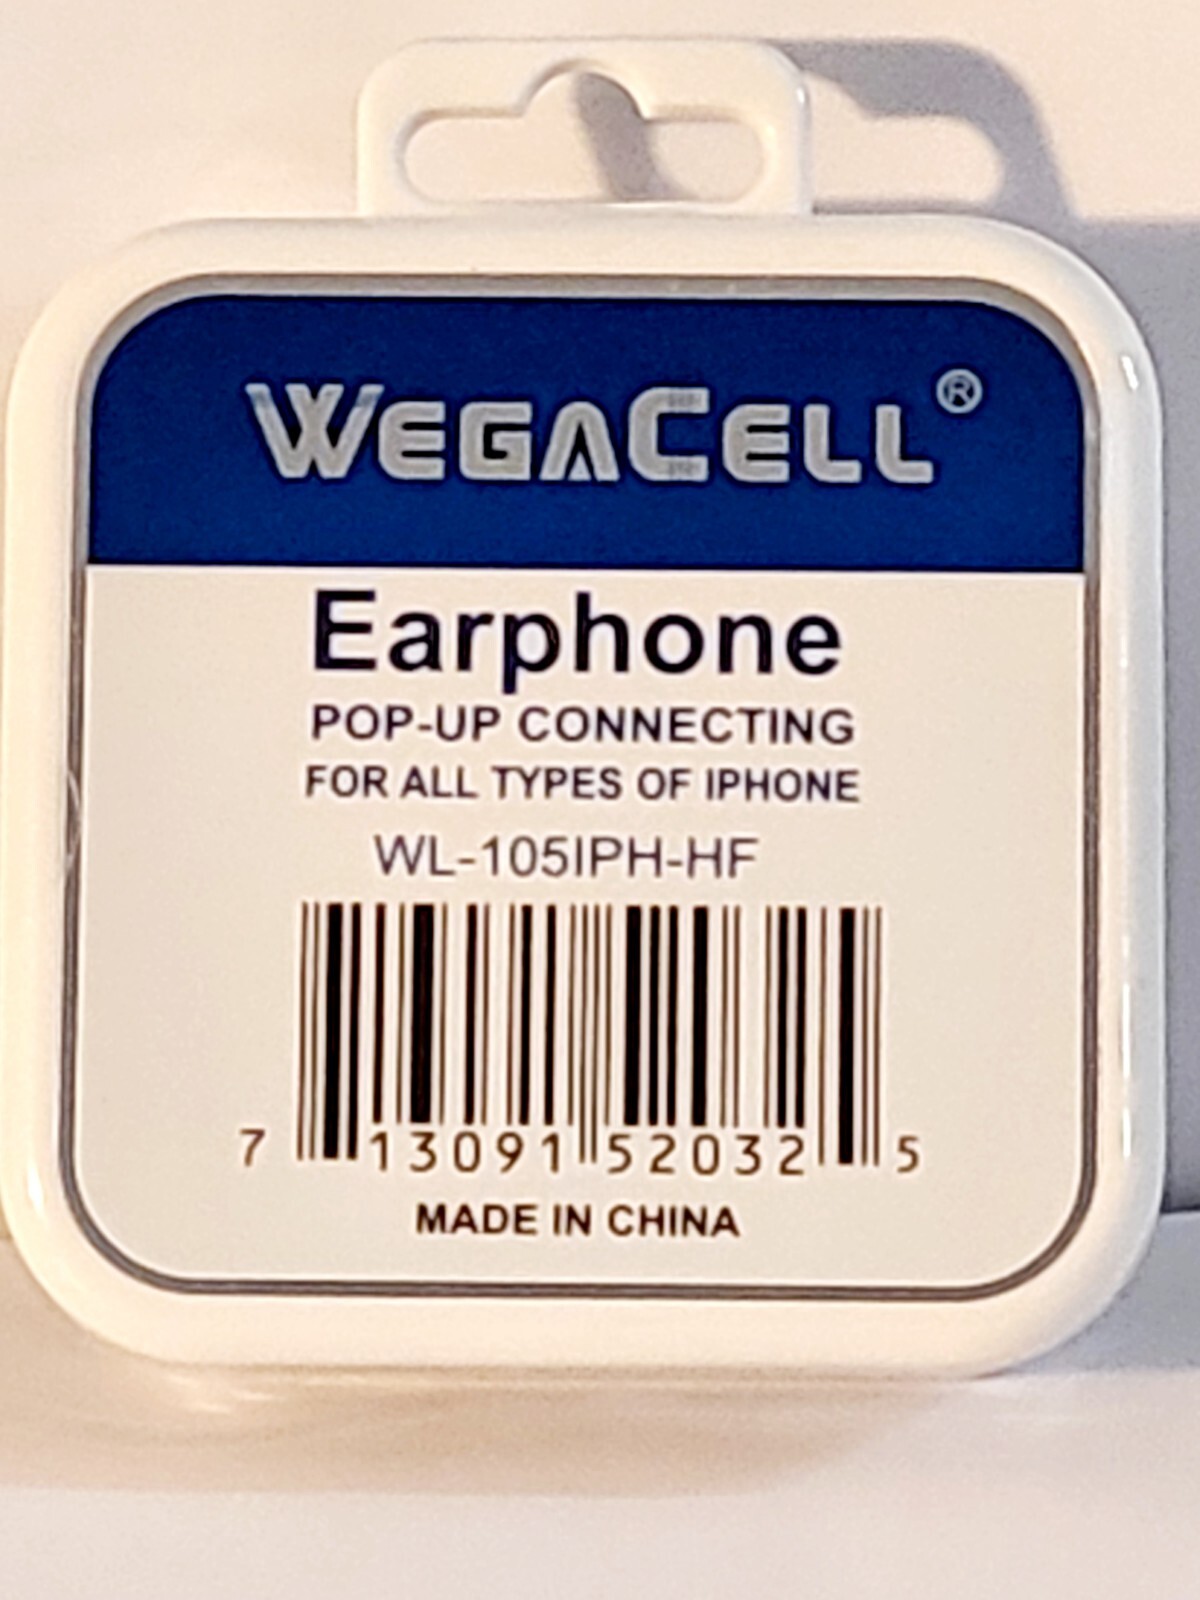 WEGACELL®
Earphone
POP-UP CONNECTING
FOR ALL TYPES OF IPHONE
WL-105IPH-HF
7 13091 52032 5
MADE IN CHINA